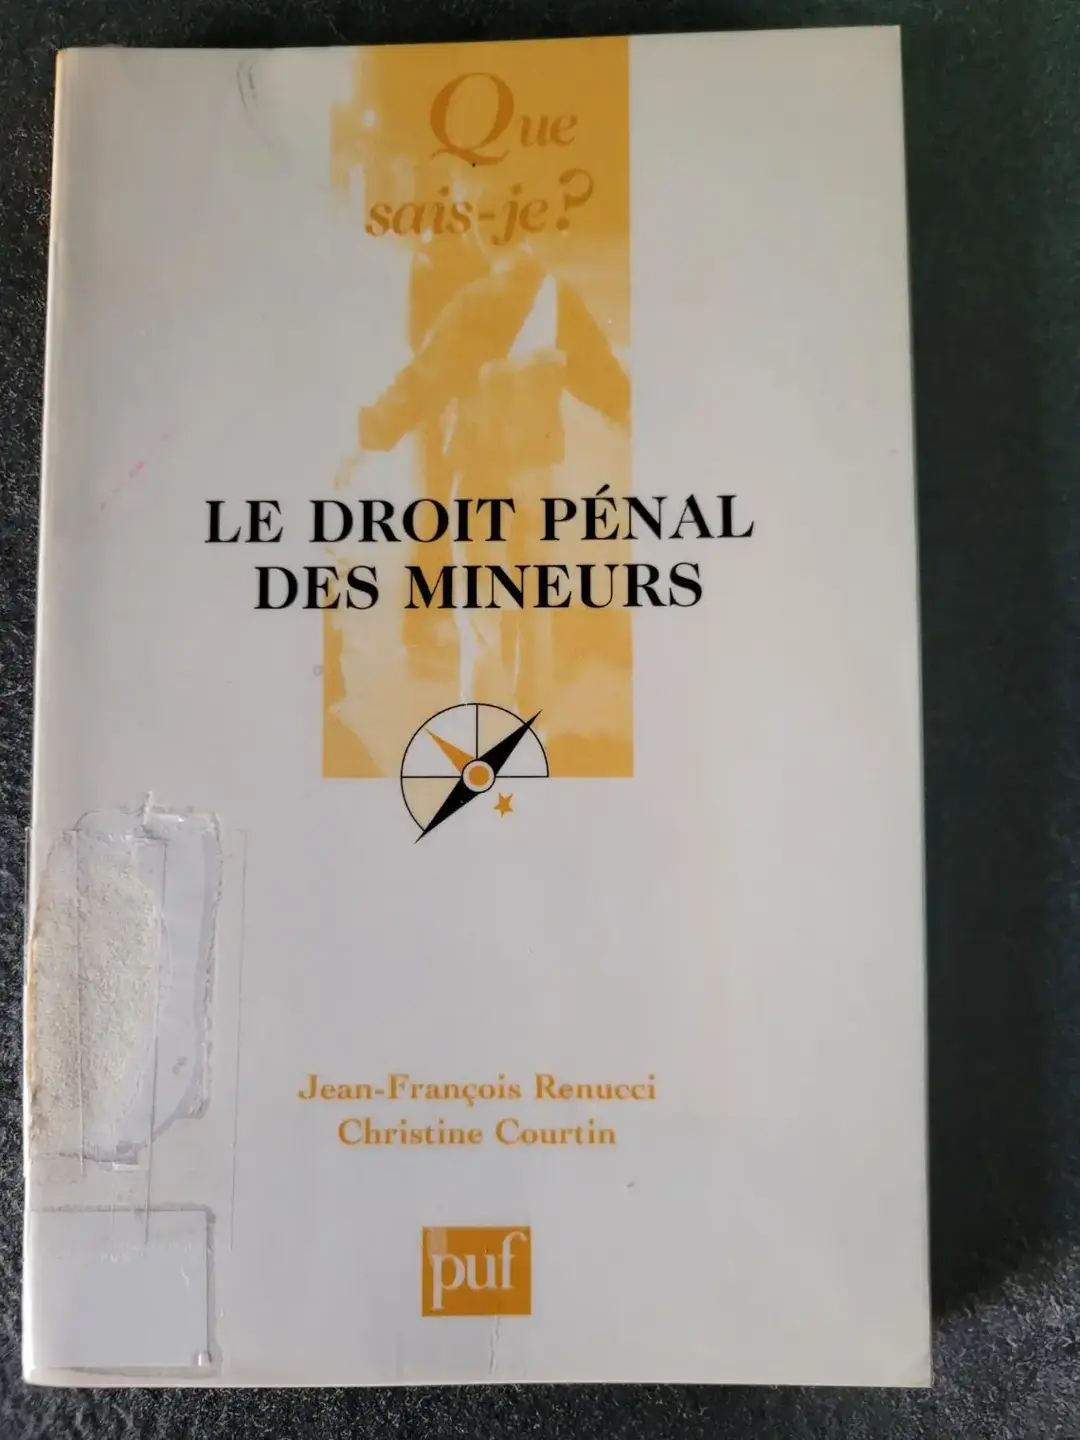 Que
sais-je?
LE DROIT PÉNAL
DES MINEURS
Jean-François Renucci
Christine Courtin
puf